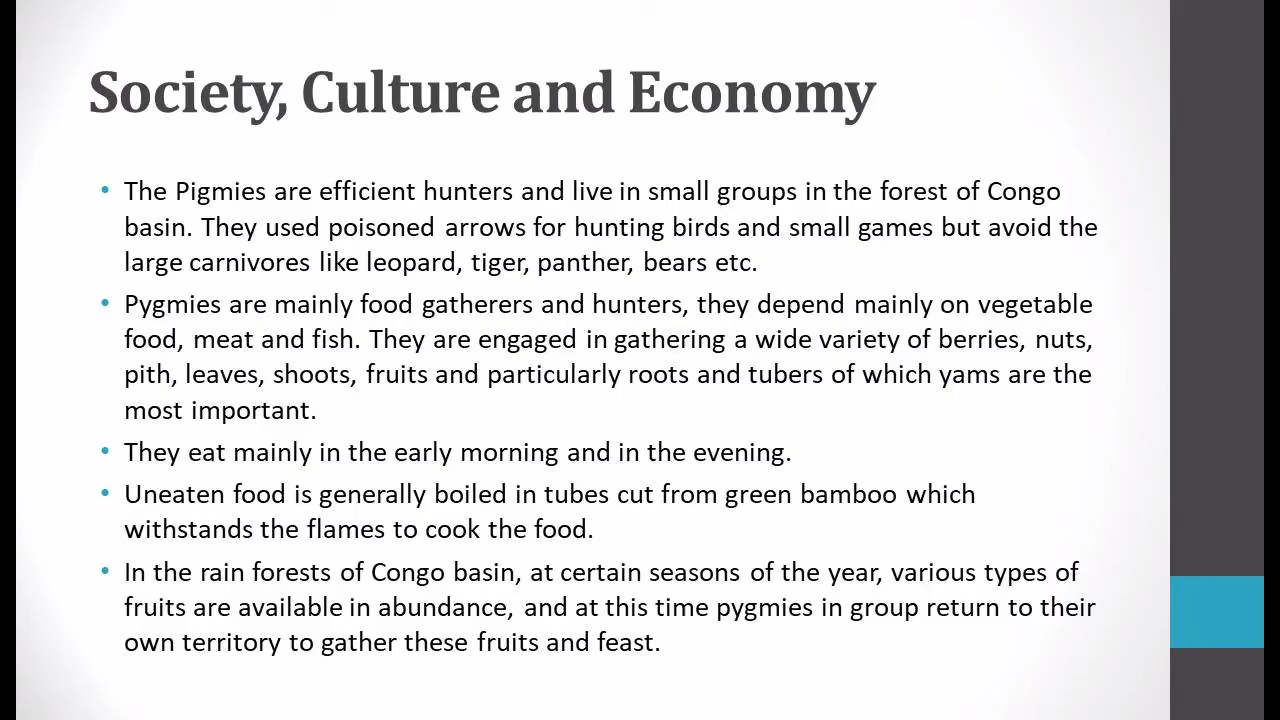 Society, Culture and Economy
• The Pigmies are efficient hunters and live in small groups in the forest of Congo
basin. They used poisoned arrows for hunting birds and small games but avoid the
large carnivores like leopard, tiger, panther, bears etc.
• Pygmies are mainly food gatherers and hunters, they depend mainly on vegetable
food, meat and fish. They are engaged in gathering a wide variety of berries, nuts,
pith, leaves, shoots, fruits and particularly roots and tubers of which yams are the
most important.
• They eat mainly in the early morning and in the evening.
• Uneaten food is generally boiled in tubes cut from green bamboo which
withstands the flames to cook the food.
• In the rain forests of Congo basin, at certain seasons of the year, various types of
fruits are available in abundance, and at this time pygmies in group return to their
own territory to gather these fruits and feast.